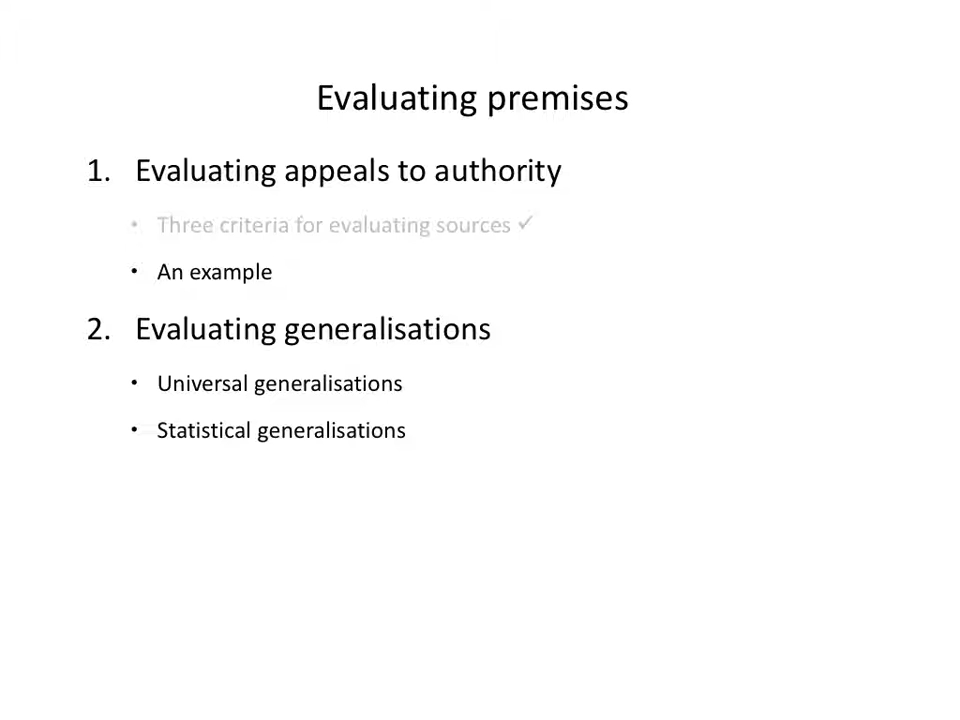 Evaluating premises
1. Evaluating appeals to authority
• Three criteria for evaluating sources ✓
• An example
2. Evaluating generalisations
• Universal generalisations
• Statistical generalisations